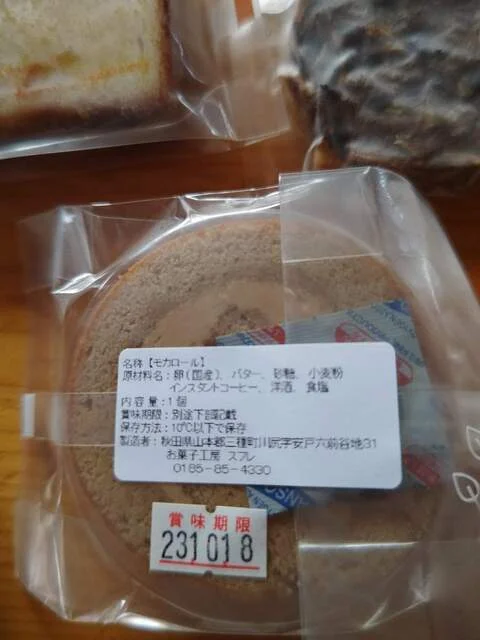 名称【モカロール】
原材料名：卵(国産)、バター、砂糖、小麦粉
インスタントコーヒー、洋酒、食塩
内容量：1個
賞味期限：別途下部記載
保存方法：10℃以下で保存
製造者：秋田県山本郡三種町川尻字安戸六前谷地31
お菓子工房 スフレ
0185-85-4330
賞味期限
231018